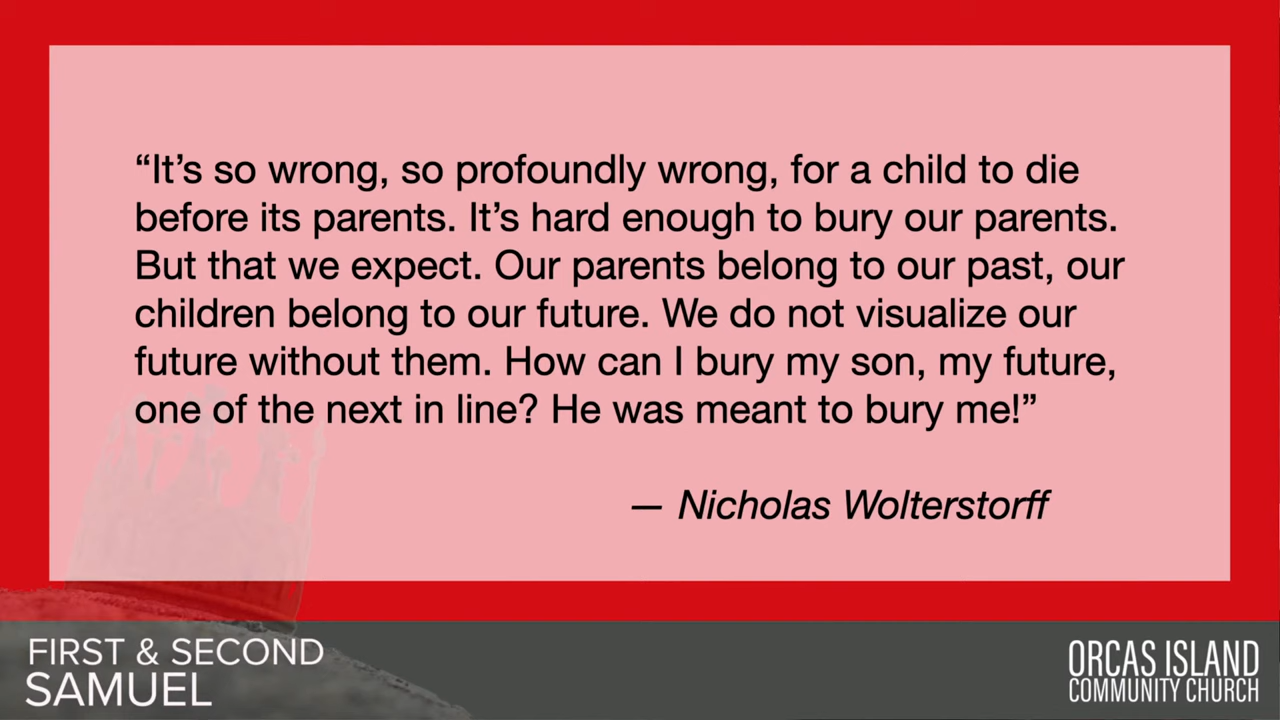 “It’s so wrong, so profoundly wrong, for a child to die
before its parents. It’s hard enough to bury our parents.
But that we expect. Our parents belong to our past, our
children belong to our future. We do not visualize our
future without them. How can I bury my son, my future,
one of the next in line? He was meant to bury me!”
— Nicholas Wolterstorff
FIRST & SECOND
SAMUEL
ORCAS ISLAND
COMMUNITY CHURCH